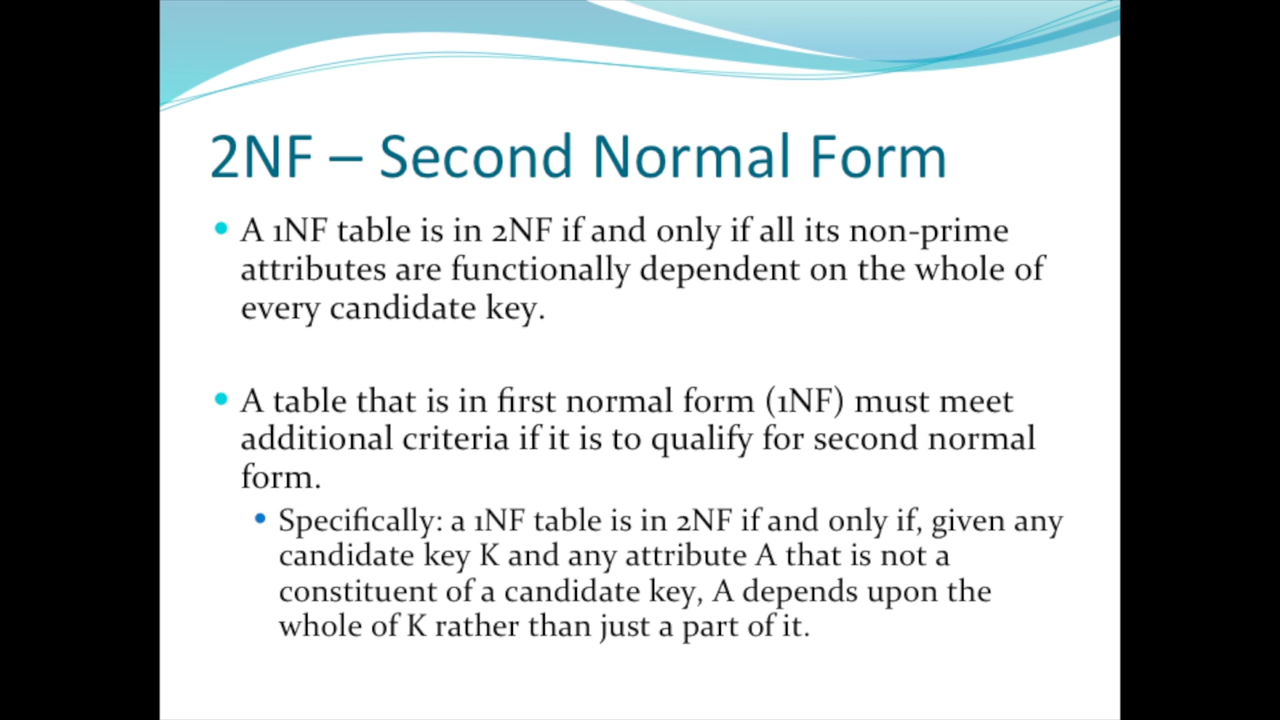 2NF – Second Normal Form
• A 1NF table is in 2NF if and only if all its non-prime
attributes are functionally dependent on the whole of
every candidate key.
• A table that is in first normal form (1NF) must meet
additional criteria if it is to qualify for second normal
form.
• Specifically: a 1NF table is in 2NF if and only if, given any
candidate key K and any attribute A that is not a
constituent of a candidate key, A depends upon the
whole of K rather than just a part of it.